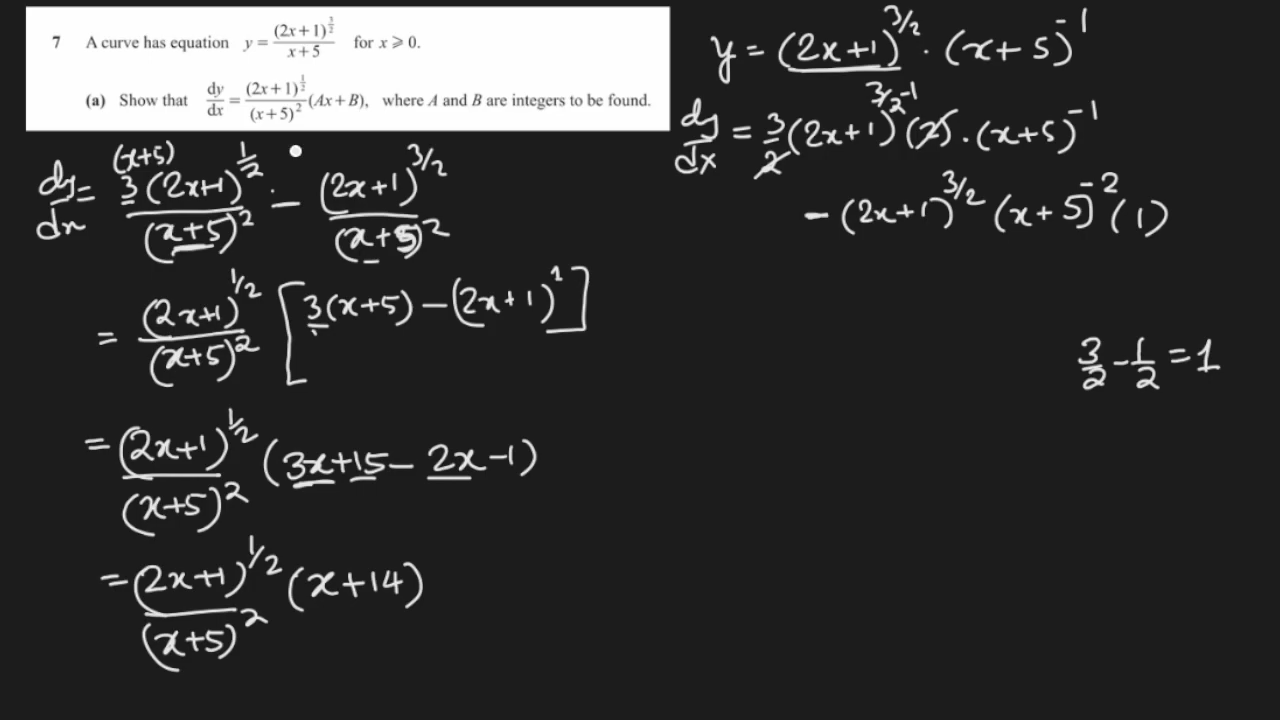 7 A curve has equation y = (2x+1)^(3/2) / (x+5) for x ⩾ 0.
(a) Show that dy/dx = (2x+1)^(1/2) / (x+5)^2 (Ax + B), where A and B are integers to be found.
y = (2x+1)^(3/2) · (x+5)^(-1)
dy/dx = 3/2 (2x+1)^(3/2-1) (2) · (x+5)^(-1)
- (2x+1)^(3/2) (x+5)^(-2) (1)
dy/dx = (x+5) 3(2x+1)^(1/2) / (x+5)^2 · - (2x+1)^(3/2) / (x+5)^2
= (2x+1)^(1/2) / (x+5)^2 [3(x+5) - (2x+1)^1]
3/2 - 1/2 = 1
= (2x+1)^(1/2) / (x+5)^2 (3x+15 - 2x - 1)
= (2x+1)^(1/2) / (x+5)^2 (x+14)